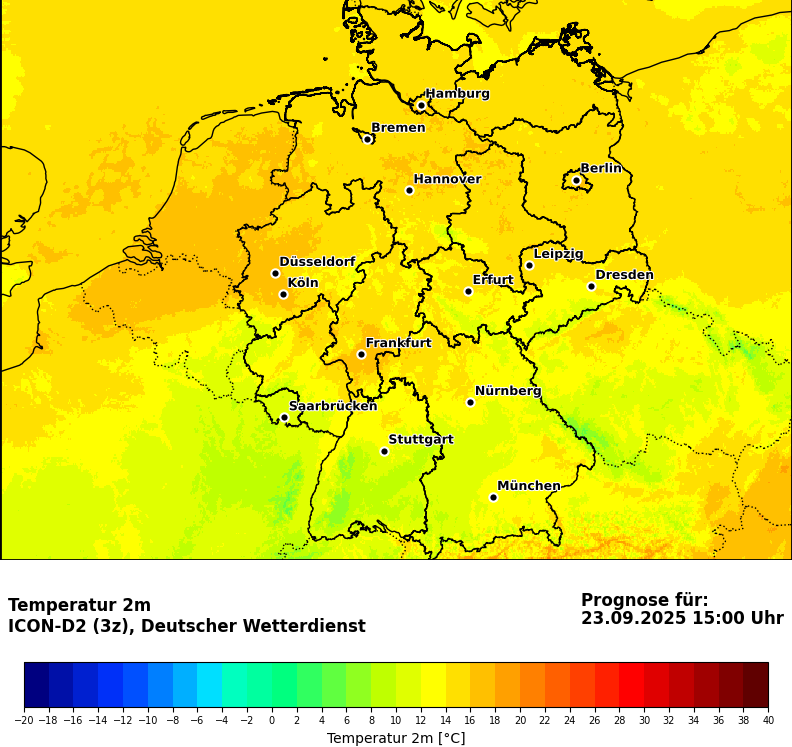 Hamburg
Bremen
Berlin
Hannover
Leipzig
Düsseldorf
Dresden
Köln
Erfurt
Frankfurt
Nürnberg
Saarbrücken
Stuttgart
München
Temperatur 2m
ICON-D2 (3z), Deutscher Wetterdienst
Prognose für:
23.09.2025 15:00 Uhr
−20 −18 −16 −14 −12 −10 −8 −6 −4 −2 0 2 4 6 8 10 12 14 16 18 20 22 24 26 28 30 32 34 36 38 40
Temperatur 2m [°C]